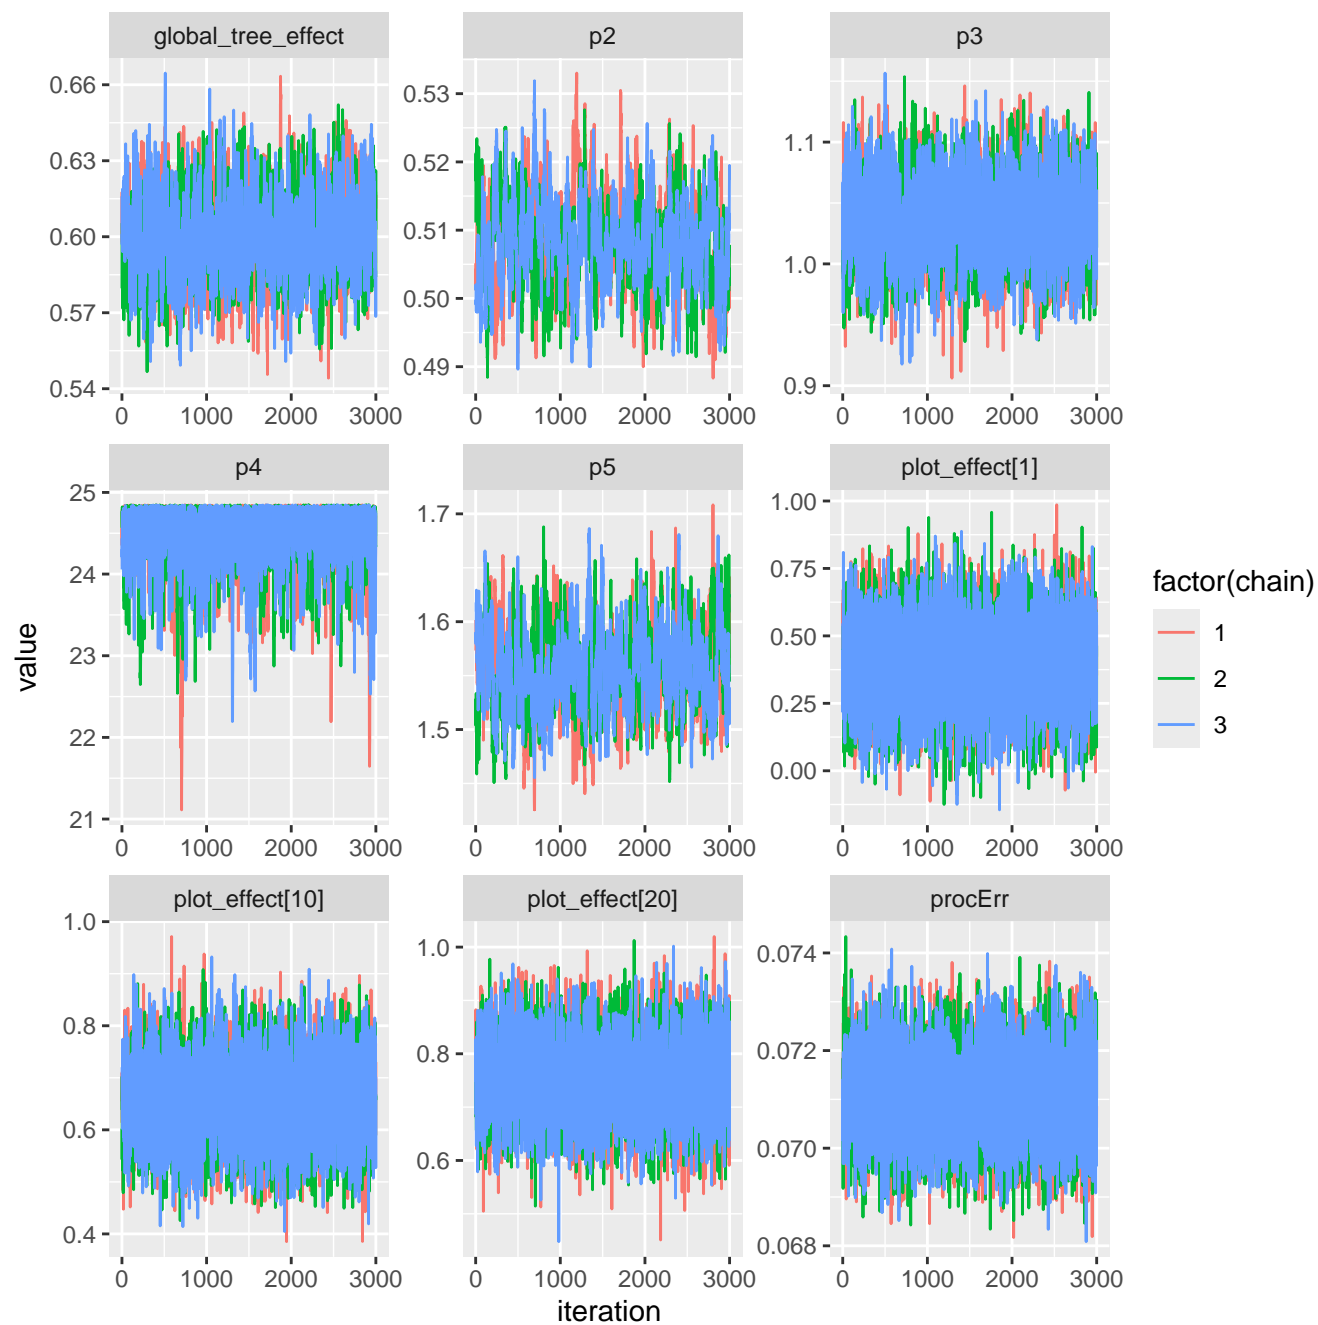 global_tree_effect
p2
p3
0.66
0.63
0.60
0.57
0.54
0 1000 2000 3000
0.53
0.52
0.51
0.50
0.49
0 1000 2000 3000
1.1
1.0
0.9
0 1000 2000 3000
p4
p5
plot_effect[1]
25
24
23
22
21
0 1000 2000 3000
1.7
1.6
1.5
0 1000 2000 3000
1.00
0.75
0.50
0.25
0.00
0 1000 2000 3000
plot_effect[10]
plot_effect[20]
procErr
1.0
0.8
0.6
0.4
0 1000 2000 3000
1.0
0.8
0.6
0 1000 2000 3000
0.074
0.072
0.070
0.068
0 1000 2000 3000
value
iteration
factor(chain)
1
2
3